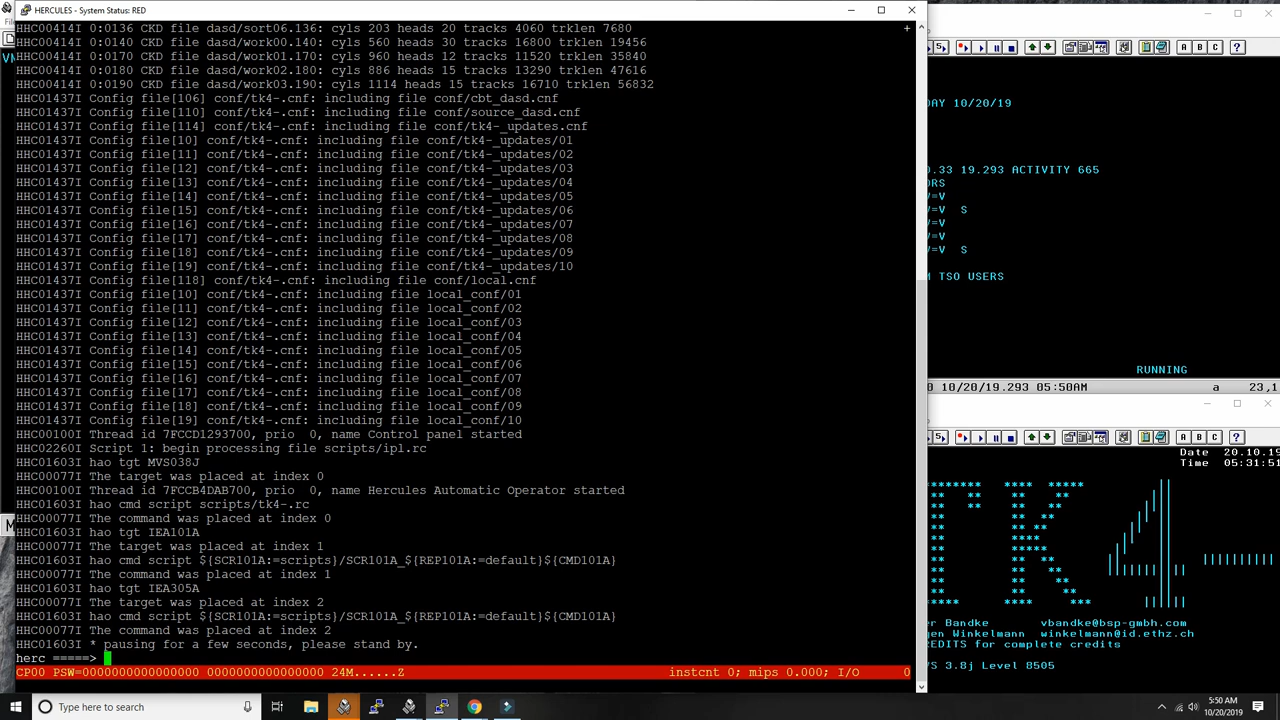 HERCULES - System Status: RED
HHC00414I 0:0136 CKD file dasd/sort06.136: cyls 203 heads 20 tracks 4060 trklen 7680
+
HHC00414I 0:0140 CKD file dasd/work00.140: cyls 560 heads 30 tracks 16800 trklen 19456
HHC00414I 0:0170 CKD file dasd/work01.170: cyls 960 heads 12 tracks 11520 trklen 35840
HHC00414I 0:0180 CKD file dasd/work02.180: cyls 886 heads 15 tracks 13290 trklen 47616
HHC00414I 0:0190 CKD file dasd/work03.190: cyls 1114 heads 15 tracks 16710 trklen 56832
HHC01437I Config file[106] conf/tk4-.cnf: including file conf/cbt_dasd.cnf
HHC01437I Config file[110] conf/tk4-.cnf: including file conf/source_dasd.cnf
HHC01437I Config file[114] conf/tk4-.cnf: including file conf/tk4-_updates.cnf
HHC01437I Config file[10] conf/tk4-.cnf: including file conf/tk4-_updates/01
HHC01437I Config file[11] conf/tk4-.cnf: including file conf/tk4-_updates/02
HHC01437I Config file[12] conf/tk4-.cnf: including file conf/tk4-_updates/03
HHC01437I Config file[13] conf/tk4-.cnf: including file conf/tk4-_updates/04
HHC01437I Config file[14] conf/tk4-.cnf: including file conf/tk4-_updates/05
HHC01437I Config file[15] conf/tk4-.cnf: including file conf/tk4-_updates/06
HHC01437I Config file[16] conf/tk4-.cnf: including file conf/tk4-_updates/07
HHC01437I Config file[17] conf/tk4-.cnf: including file conf/tk4-_updates/08
HHC01437I Config file[18] conf/tk4-.cnf: including file conf/tk4-_updates/09
HHC01437I Config file[19] conf/tk4-.cnf: including file conf/tk4-_updates/10
HHC01437I Config file[118] conf/tk4-.cnf: including file conf/local.cnf
HHC01437I Config file[10] conf/tk4-.cnf: including file local_conf/01
HHC01437I Config file[11] conf/tk4-.cnf: including file local_conf/02
HHC01437I Config file[12] conf/tk4-.cnf: including file local_conf/03
HHC01437I Config file[13] conf/tk4-.cnf: including file local_conf/04
HHC01437I Config file[14] conf/tk4-.cnf: including file local_conf/05
HHC01437I Config file[15] conf/tk4-.cnf: including file local_conf/06
HHC01437I Config file[16] conf/tk4-.cnf: including file local_conf/07
HHC01437I Config file[17] conf/tk4-.cnf: including file local_conf/08
HHC01437I Config file[18] conf/tk4-.cnf: including file local_conf/09
HHC01437I Config file[19] conf/tk4-.cnf: including file local_conf/10
HHC00100I Thread id 7FCCD1293700, prio   0, name Control panel started
HHC02260I Script 1: begin processing file scripts/ipl.rc
HHC01603I hao tgt MVS038J
HHC00077I The target was placed at index 0
HHC00100I Thread id 7FCCB4DAB700, prio   0, name Hercules Automatic Operator started
HHC01603I hao cmd script scripts/tk4-.rc
HHC00077I The command was placed at index 0
HHC01603I hao tgt IEA101A
HHC00077I The target was placed at index 1
HHC01603I hao cmd script ${SCR101A:=scripts}/SCR101A_${REP101A:=default}${CMD101A}
HHC00077I The command was placed at index 1
HHC01603I hao tgt IEA305A
HHC00077I The target was placed at index 2
HHC01603I hao cmd script ${SCR101A:=scripts}/SCR101A_${REP101A:=default}${CMD101A}
HHC00077I The command was placed at index 2
HHC01603I * pausing for a few seconds, please stand by.
herc =====>
CP00 PSW=0000000000000000 0000000000000000 24M......Z instcnt 0; mips 0.000; I/O 0
A B C ?
DAY 10/20/19
0.33 19.293 ACTIVITY 665
ORS
V=V
V=V S
V=V
V=V
V=V S
M TSO USERS
RUNNING
0 10/20/19.293 05:50AM a 23,1
A B C ?
Date 20.10.19
Time 05:31:51
er Bandke vbandke@bsp-gmbh.com
gen Winkelmann winkelmann@id.ethz.ch
REDITS for complete credits
VS 3.8j Level 8505
Type here to search
5:50 AM
10/20/2019